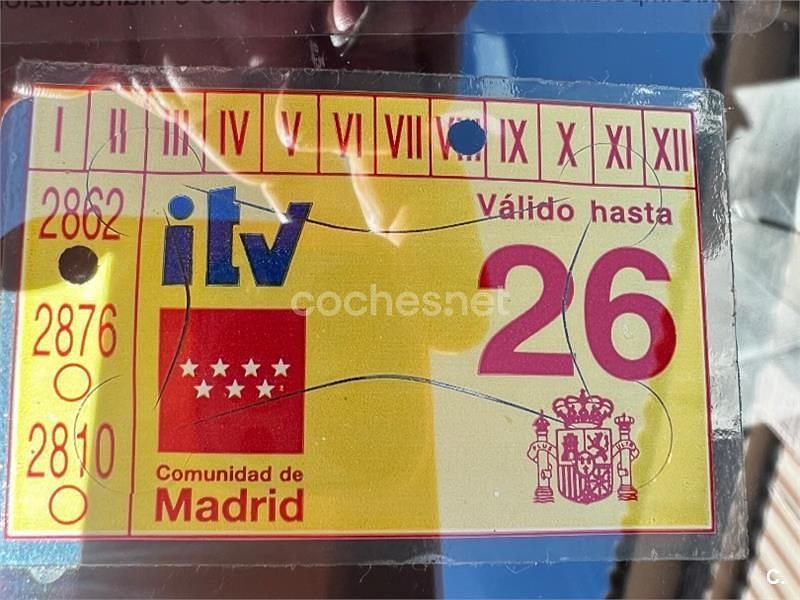 I II III IV V VI VII VIII IX X XI XII
2862
itv
Válido hasta
26
coches.net
2876
2810
Comunidad de
Madrid
C.